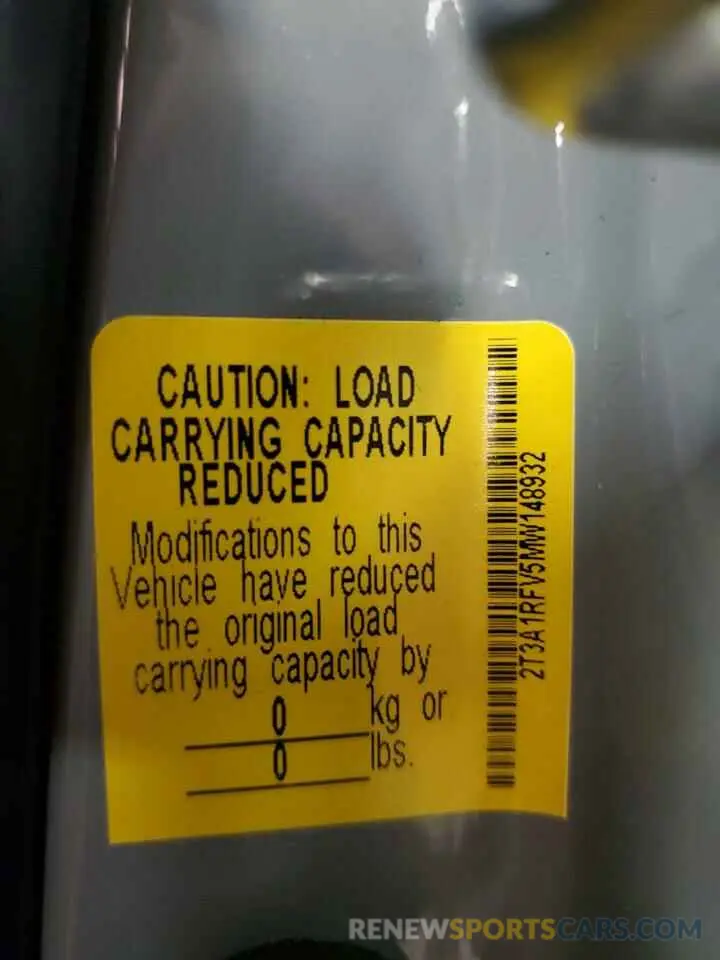 CAUTION: LOAD
CARRYING CAPACITY
REDUCED
Modifications to this
Vehicle have reduced
the original load
carrying capacity by
0 kg or
0 lbs.
2T3A1RFV5MW148932
RENEWSPORTSCARS.COM